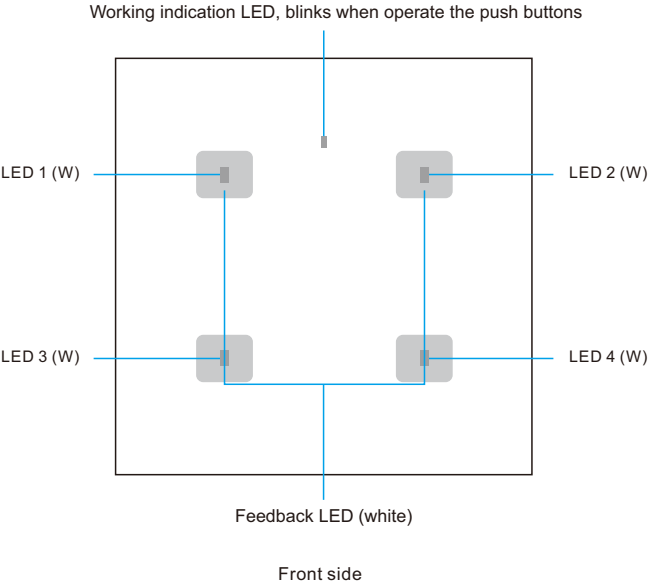 Working indication LED, blinks when operate the push buttons
LED 1 (W)
LED 2 (W)
LED 3 (W)
LED 4 (W)
Feedback LED (white)
Front side